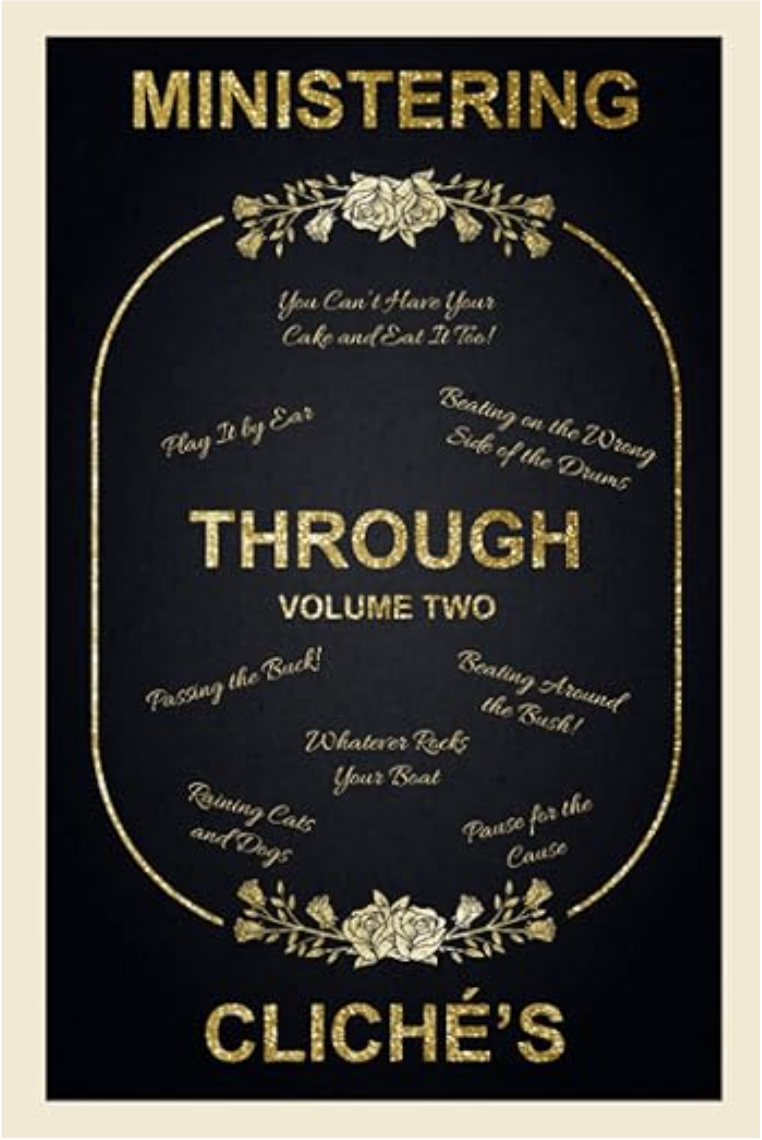 MINISTERING
You Can't Have Your
Cake and Eat It Too!
Play It by Ear
Beating on the Wrong
Side of the Drums
THROUGH
VOLUME TWO
Passing the Buck!
Beating Around
the Bush!
Whatever Rocks
Your Boat
Raining Cats
and Dogs
Pause for the
Cause
CLICHÉ'S